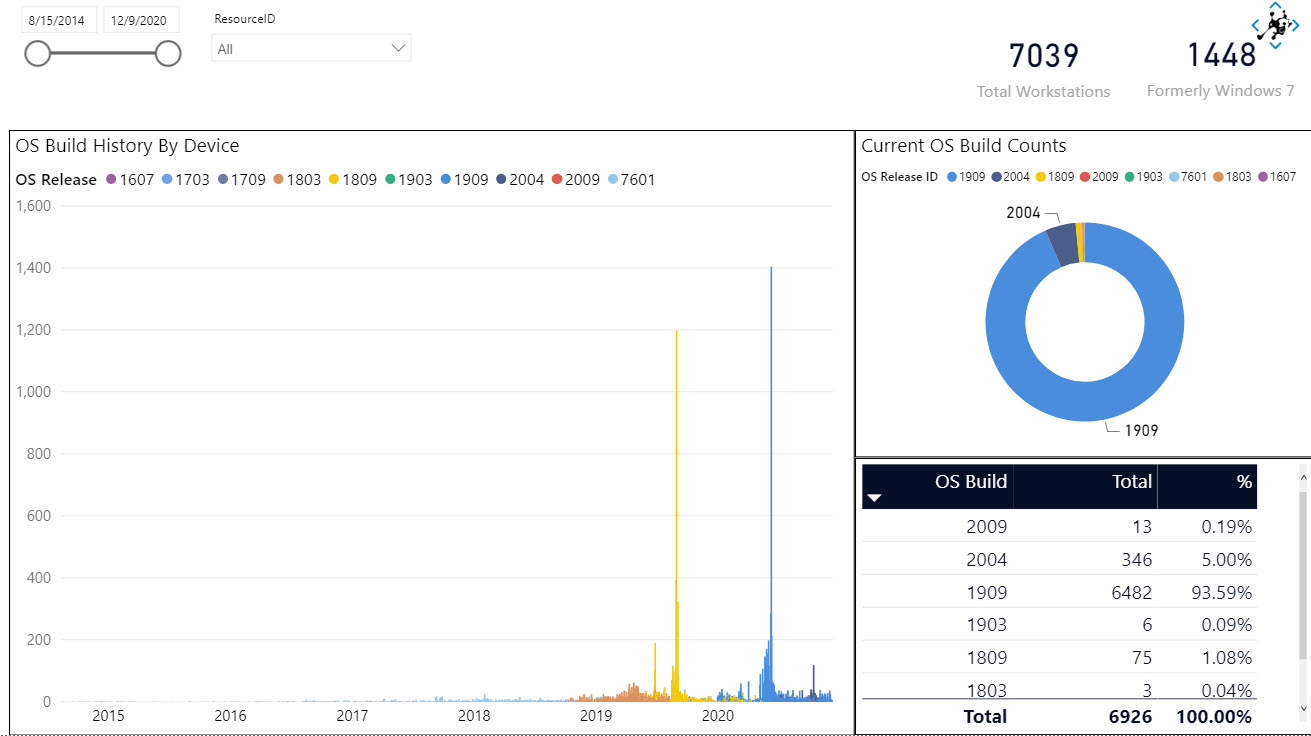 8/15/2014 12/9/2020 ResourceID
All
7039 1448
Total Workstations Formerly Windows 7
OS Build History By Device
OS Release 1607 1703 1709 1803 1809 1903 1909 2004 2009 7601
1,600
1,400
1,200
1,000
800
600
400
200
0
2015 2016 2017 2018 2019 2020
Current OS Build Counts
OS Release ID 1909 2004 1809 2009 1903 7601 1803 1607
2004
1909
OS Build Total %
2009 13 0.19%
2004 346 5.00%
1909 6482 93.59%
1903 6 0.09%
1809 75 1.08%
1803 3 0.04%
Total 6926 100.00%